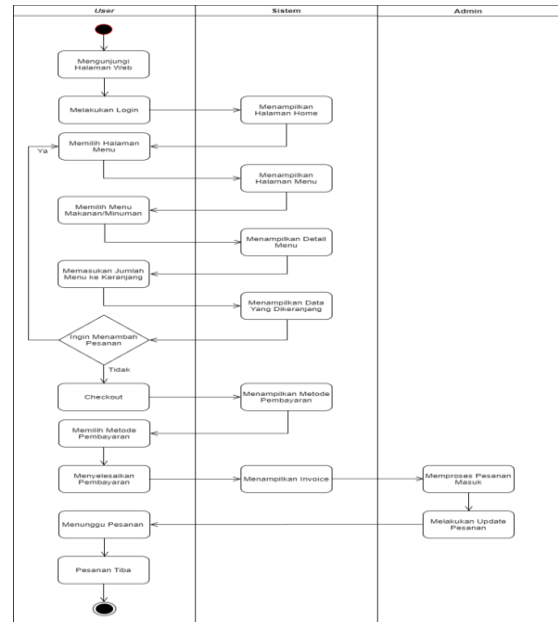 User
Sistem
Admin
Mengunjungi
Halaman Web
Melakukan Login
Menampilkan
Halaman Home
Memilih Halaman
Menu
Ya
Menampilkan
Halaman Menu
Memilih Menu
Makanan/Minuman
Menampilkan Detail
Menu
Memasukan Jumlah
Menu ke Keranjang
Menampilkan Data
Yang Dikeranjang
Ingin Menambah
Pesanan
Tidak
Checkout
Menampilkan Metode
Pembayaran
Memilih Metode
Pembayaran
Menyelesaikan
Pembayaran
Menampilkan Invoice
Memproses Pesanan
Masuk
Melakukan Update
Pesanan
Menunggu Pesanan
Pesanan Tiba